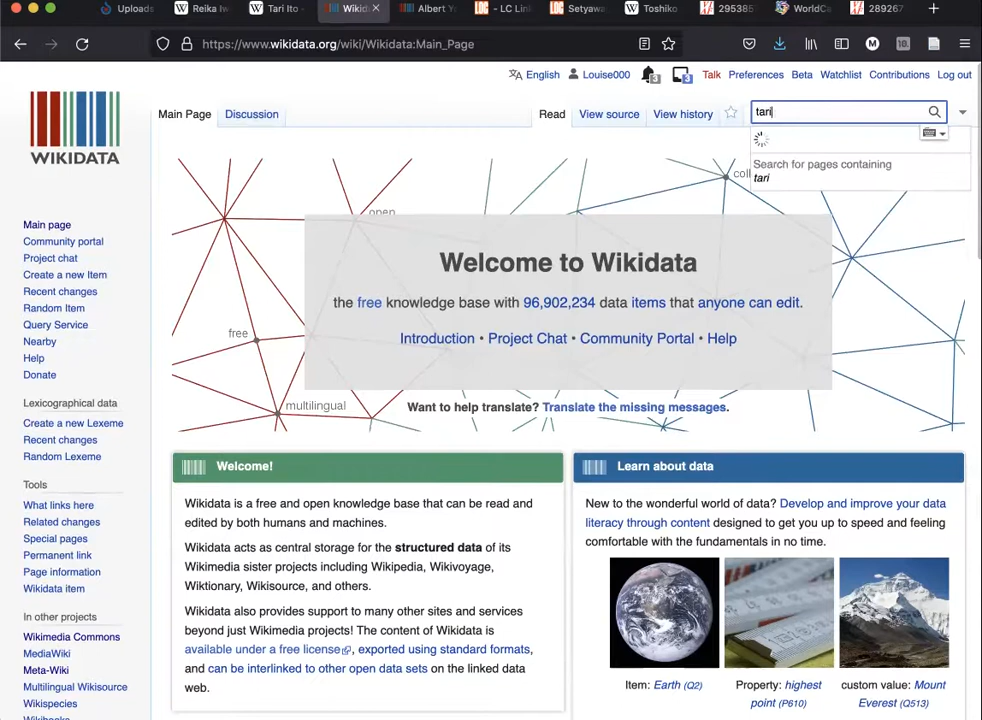 Uploads
Reika Iw
Tari Ito -
Wikid
Albert Y
LOC - LC Lin
Setyawa
Toshiko
295385
WorldCa
289267
https://www.wikidata.org/wiki/Wikidata:Main_Page
M
10.
English
Louise000
3
3
Talk
Preferences
Beta
Watchlist
Contributions
Log out
WIKIDATA
Main Page
Discussion
Read
View source
View history
tari
Search for pages containing
tari
open
coll
free
multilingual
Welcome to Wikidata
the free knowledge base with 96,902,234 data items that anyone can edit.
Introduction • Project Chat • Community Portal • Help
Want to help translate? Translate the missing messages.
Main page
Community portal
Project chat
Create a new Item
Recent changes
Random Item
Query Service
Nearby
Help
Donate
Lexicographical data
Create a new Lexeme
Recent changes
Random Lexeme
Tools
What links here
Related changes
Special pages
Permanent link
Page information
Wikidata item
In other projects
Wikimedia Commons
MediaWiki
Meta-Wiki
Multilingual Wikisource
Wikispecies
Wikibooks
Welcome!
Wikidata is a free and open knowledge base that can be read and
edited by both humans and machines.
Wikidata acts as central storage for the structured data of its
Wikimedia sister projects including Wikipedia, Wikivoyage,
Wiktionary, Wikisource, and others.
Wikidata also provides support to many other sites and services
beyond just Wikimedia projects! The content of Wikidata is
available under a free license, exported using standard formats,
and can be interlinked to other open data sets on the linked data
web.
Learn about data
New to the wonderful world of data? Develop and improve your data
literacy through content designed to get you up to speed and feeling
comfortable with the fundamentals in no time.
Item: Earth (Q2)
Property: highest
point (P610)
custom value: Mount
Everest (Q513)